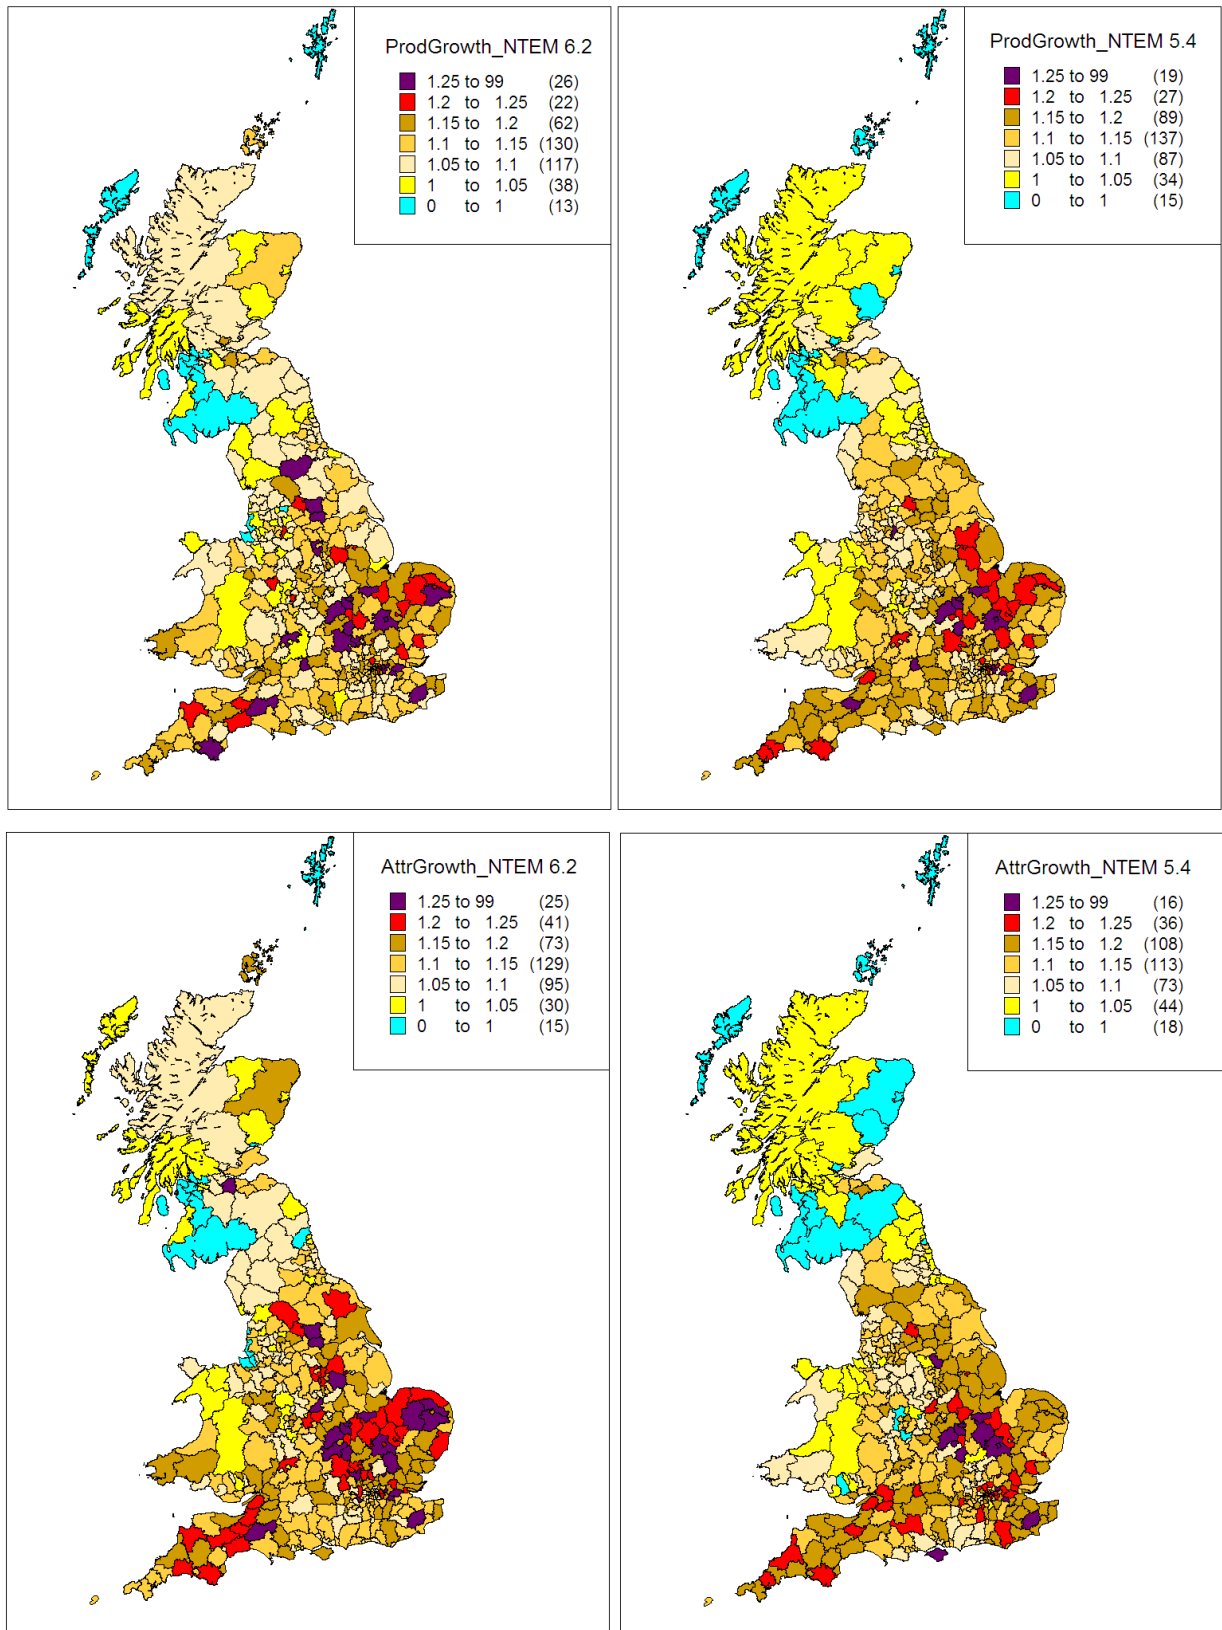 ProdGrowth_NTEM 6.2
1.25 to 99 (26)
1.2 to 1.25 (22)
1.15 to 1.2 (62)
1.1 to 1.15 (130)
1.05 to 1.1 (117)
1 to 1.05 (38)
0 to 1 (13)
ProdGrowth_NTEM 5.4
1.25 to 99 (19)
1.2 to 1.25 (27)
1.15 to 1.2 (89)
1.1 to 1.15 (137)
1.05 to 1.1 (87)
1 to 1.05 (34)
0 to 1 (15)
AttrGrowth_NTEM 6.2
1.25 to 99 (25)
1.2 to 1.25 (41)
1.15 to 1.2 (73)
1.1 to 1.15 (129)
1.05 to 1.1 (95)
1 to 1.05 (30)
0 to 1 (15)
AttrGrowth_NTEM 5.4
1.25 to 99 (16)
1.2 to 1.25 (36)
1.15 to 1.2 (108)
1.1 to 1.15 (113)
1.05 to 1.1 (73)
1 to 1.05 (44)
0 to 1 (18)